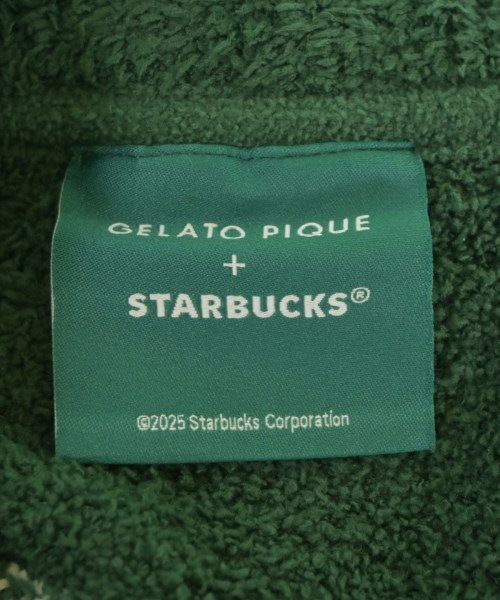 GELATO PIQUE
+
STARBUCKS®
©2025 Starbucks Corporation